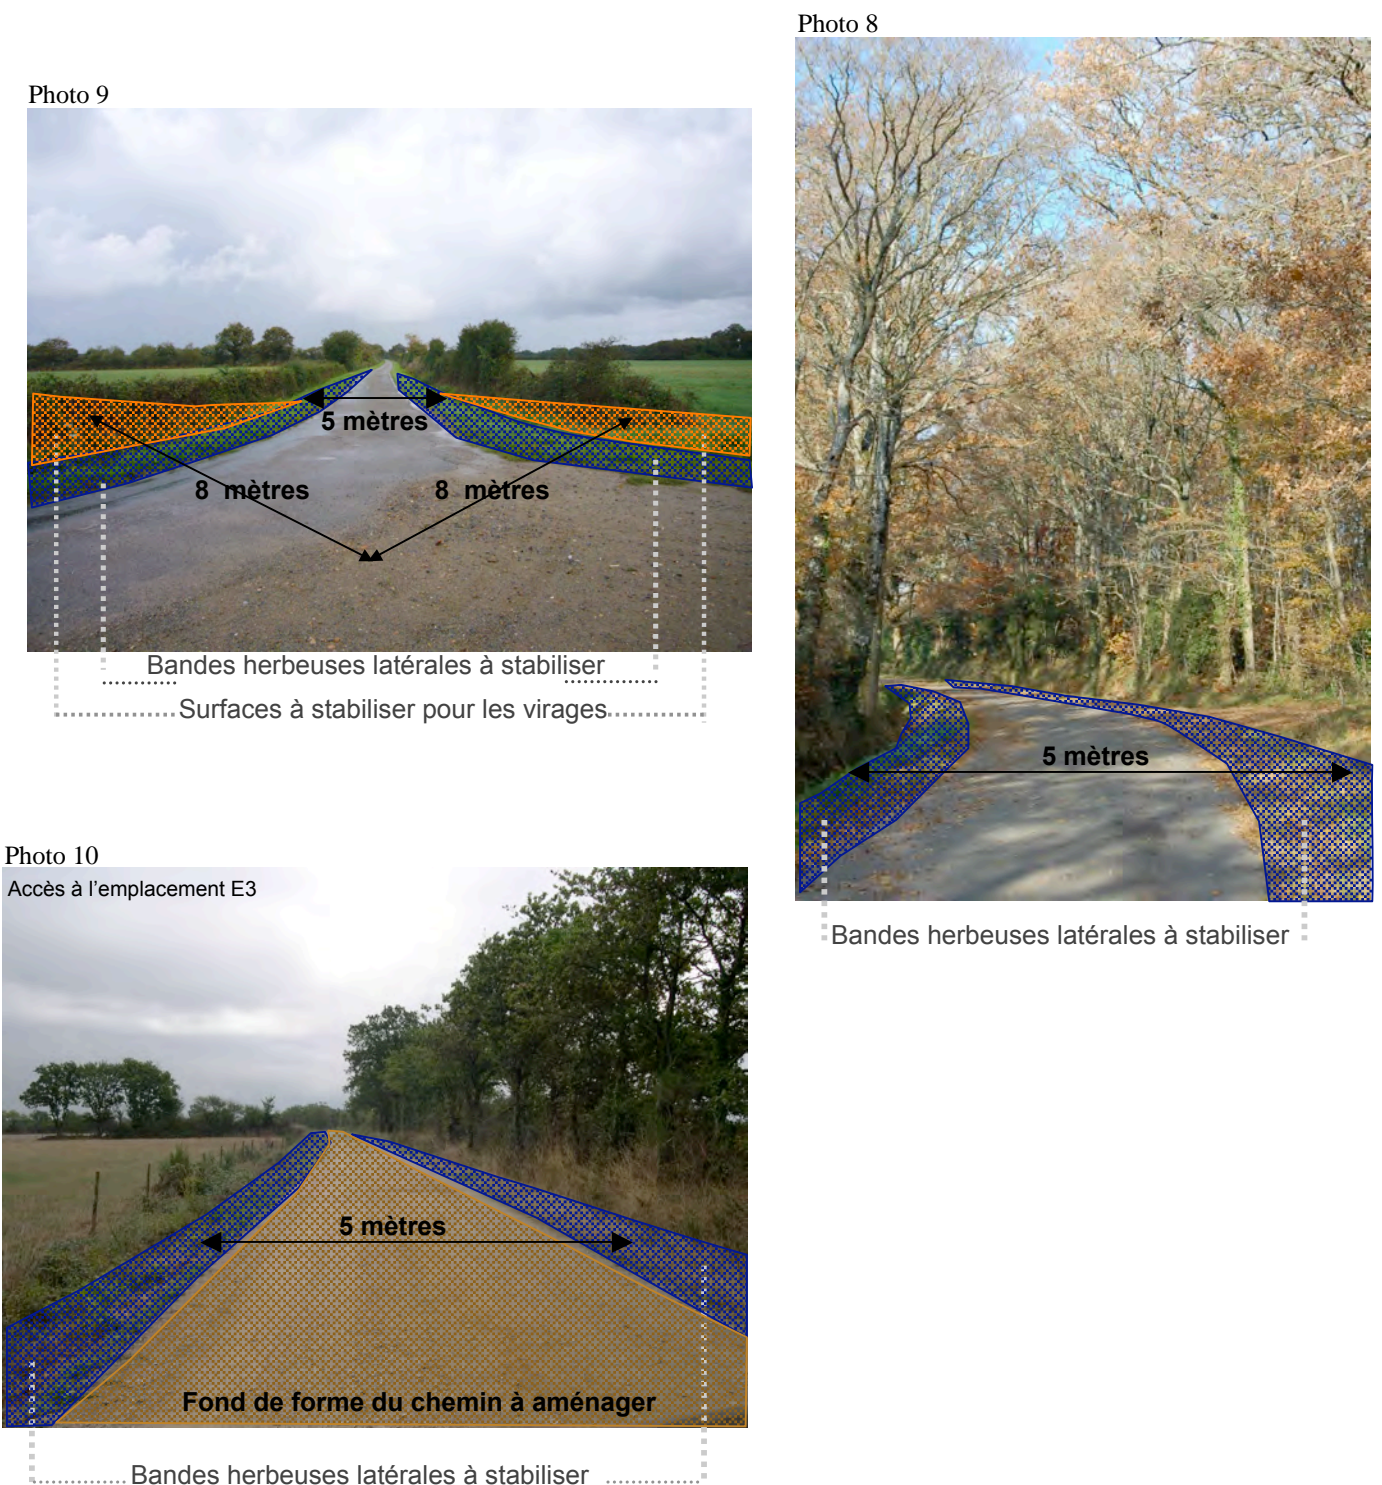 Photo 8
Photo 9
5 mètres
8 mètres 8 mètres
Bandes herbeuses latérales à stabiliser
Surfaces à stabiliser pour les virages
5 mètres
Bandes herbeuses latérales à stabiliser
Photo 10
Accès à l’emplacement E3
5 mètres
Fond de forme du chemin à aménager
Bandes herbeuses latérales à stabiliser